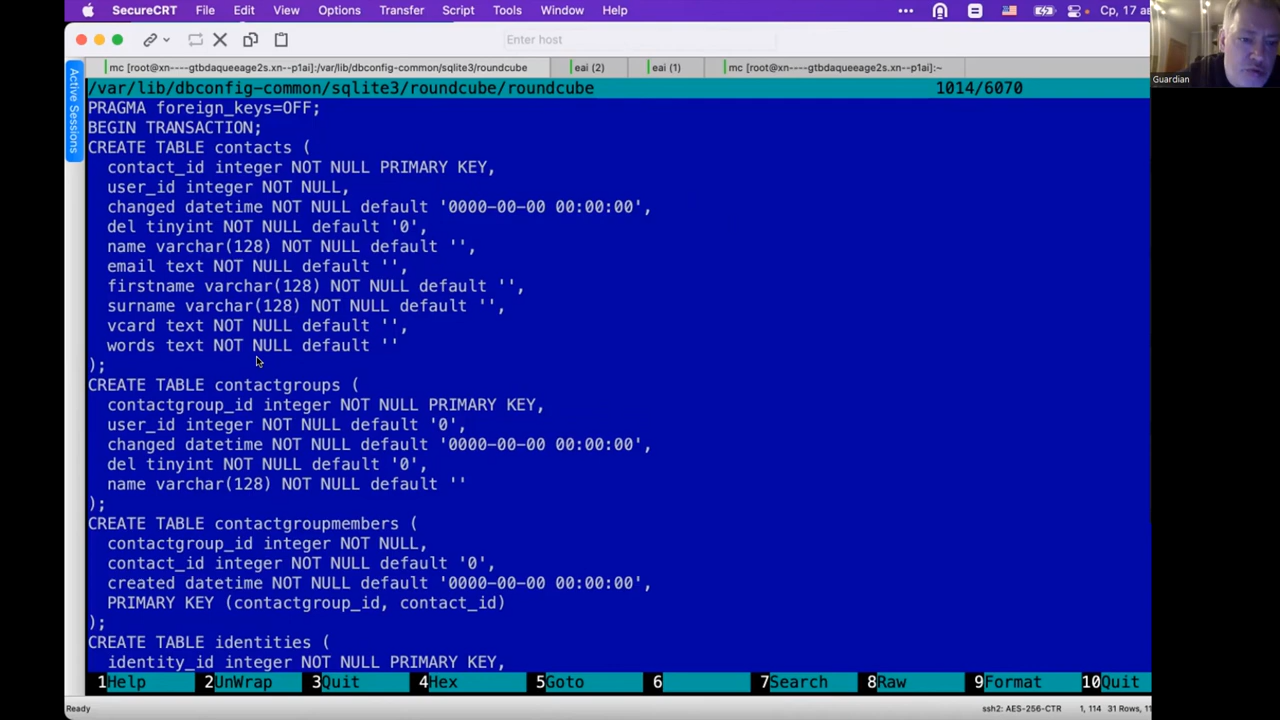 SecureCRT File Edit View Options Transfer Script Tools Window Help Ср, 17 ав
Enter host
mc [root@xn----gtbdaqueeage2s.xn--p1ai]:/var/lib/dbconfig-common/sqlite3/roundcube eai (2) eai (1) mc [root@xn----gtbdaqueeage2s.xn--p1ai]:~
Guardian
Active Sessions
/var/lib/dbconfig-common/sqlite3/roundcube/roundcube 1014/6070
PRAGMA foreign_keys=OFF;
BEGIN TRANSACTION;
CREATE TABLE contacts (
contact_id integer NOT NULL PRIMARY KEY,
user_id integer NOT NULL,
changed datetime NOT NULL default '0000-00-00 00:00:00',
del tinyint NOT NULL default '0',
name varchar(128) NOT NULL default '',
email text NOT NULL default '',
firstname varchar(128) NOT NULL default '',
surname varchar(128) NOT NULL default '',
vcard text NOT NULL default '',
words text NOT NULL default ''
);
CREATE TABLE contactgroups (
contactgroup_id integer NOT NULL PRIMARY KEY,
user_id integer NOT NULL default '0',
changed datetime NOT NULL default '0000-00-00 00:00:00',
del tinyint NOT NULL default '0',
name varchar(128) NOT NULL default ''
);
CREATE TABLE contactgroupmembers (
contactgroup_id integer NOT NULL,
contact_id integer NOT NULL default '0',
created datetime NOT NULL default '0000-00-00 00:00:00',
PRIMARY KEY (contactgroup_id, contact_id)
);
CREATE TABLE identities (
identity_id integer NOT NULL PRIMARY KEY,
1Help 2UnWrap 3Quit 4Hex 5Goto 6 7Search 8Raw 9Format 10Quit
Ready ssh2: AES-256-CTR 1, 114 31 Rows, 11